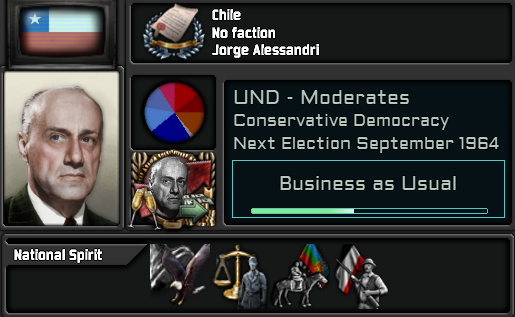 Chile
No faction
Jorge Alessandri
UND - Moderates
Conservative Democracy
Next Election September 1964
Business as Usual
National Spirit